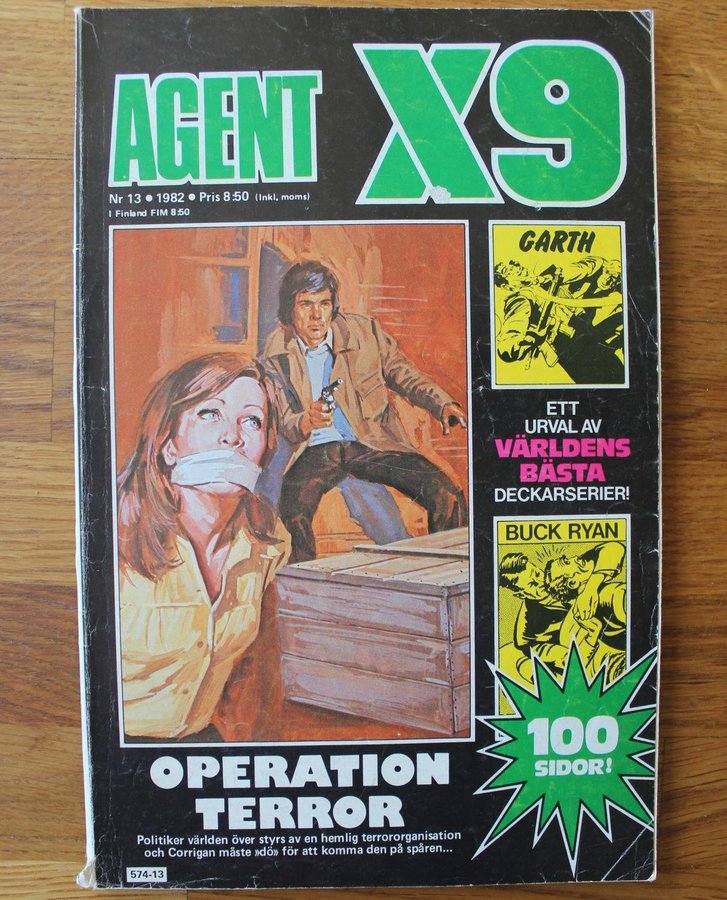 AGENT X9
Nr 13 • 1982 • Pris 8:50 (Inkl. moms)
I Finland FIM 8:50
GARTH
ETT
URVAL AV
VÄRLDENS
BÄSTA
DECKARSERIER!
BUCK RYAN
100
SIDOR!
OPERATION
TERROR
Politiker världen över styrs av en hemlig terrororganisation
och Corrigan måste »dö» för att komma den på spåren...
574-13